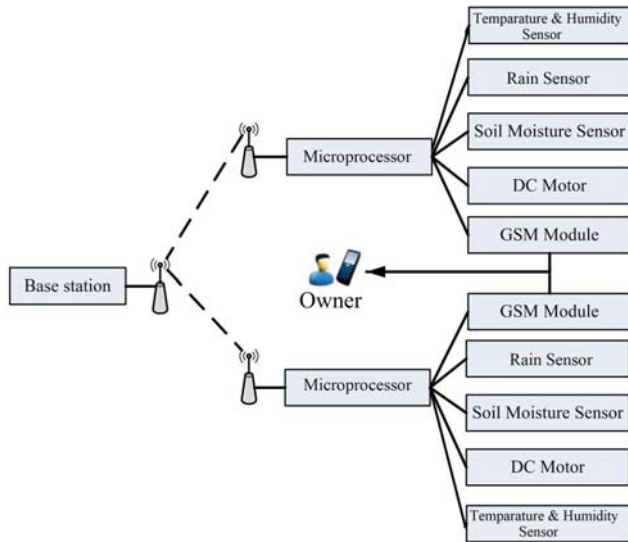 Temparature & Humidity
Sensor
Rain Sensor
Soil Moisture Sensor
Microprocessor
DC Motor
GSM Module
Base station
Owner
GSM Module
Rain Sensor
Microprocessor
Soil Moisture Sensor
DC Motor
Temparature & Humidity
Sensor